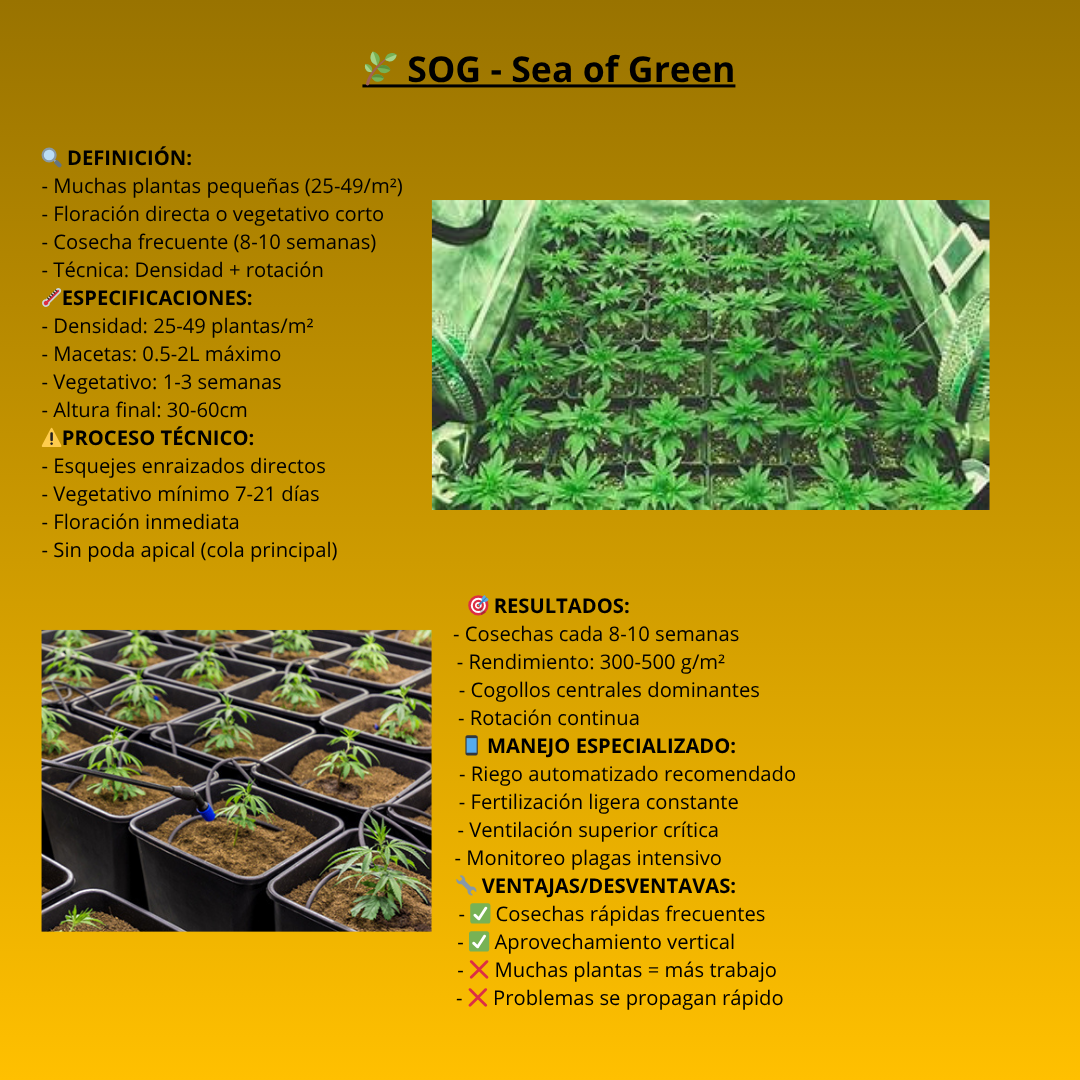 🌿 SOG - Sea of Green
🔍 DEFINICIÓN:
- Muchas plantas pequeñas (25-49/m²)
- Floración directa o vegetativo corto
- Cosecha frecuente (8-10 semanas)
- Técnica: Densidad + rotación
🌡️ESPECIFICACIONES:
- Densidad: 25-49 plantas/m²
- Macetas: 0.5-2L máximo
- Vegetativo: 1-3 semanas
- Altura final: 30-60cm
⚠️PROCESO TÉCNICO:
- Esquejes enraizados directos
- Vegetativo mínimo 7-21 días
- Floración inmediata
- Sin poda apical (cola principal)
🎯 RESULTADOS:
- Cosechas cada 8-10 semanas
- Rendimiento: 300-500 g/m²
- Cogollos centrales dominantes
- Rotación continua
📱 MANEJO ESPECIALIZADO:
- Riego automatizado recomendado
- Fertilización ligera constante
- Ventilación superior crítica
- Monitoreo plagas intensivo
🔧 VENTAJAS/DESVENTAVAS:
- ✅ Cosechas rápidas frecuentes
- ✅ Aprovechamiento vertical
- ❌ Muchas plantas = más trabajo
- ❌ Problemas se propagan rápido